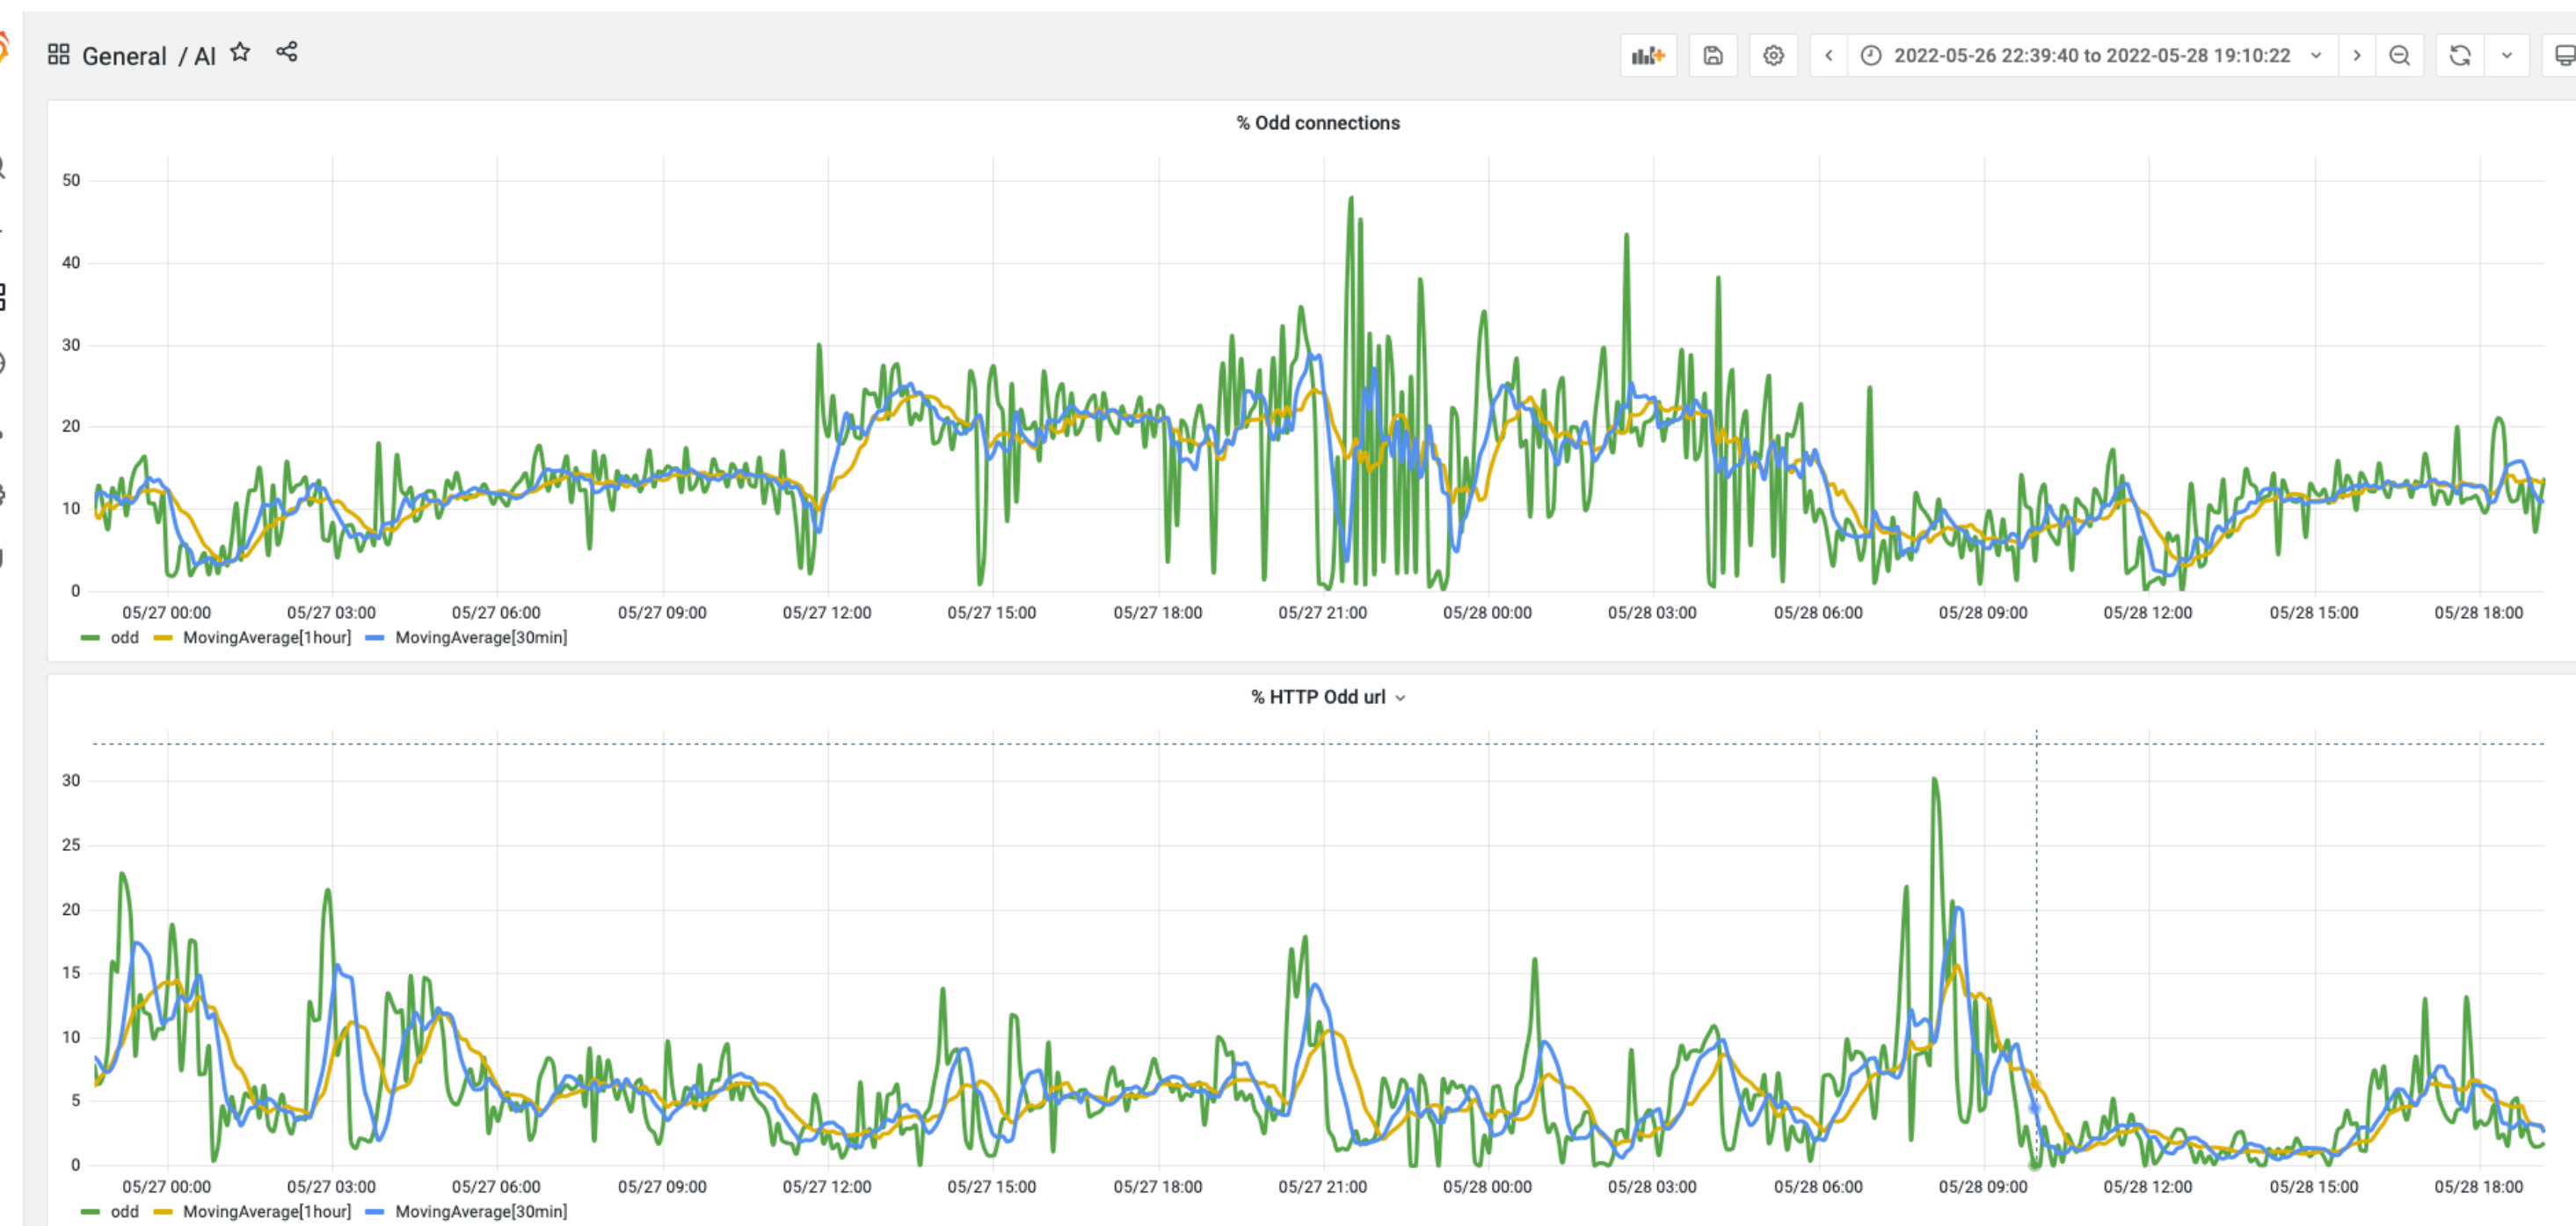 General / AI
2022-05-26 22:39:40 to 2022-05-28 19:10:22
% Odd connections
50
40
30
20
10
0
05/27 00:00 05/27 03:00 05/27 06:00 05/27 09:00 05/27 12:00 05/27 15:00 05/27 18:00 05/27 21:00 05/28 00:00 05/28 03:00 05/28 06:00 05/28 09:00 05/28 12:00 05/28 15:00 05/28 18:00
odd MovingAverage[1hour] MovingAverage[30min]
% HTTP Odd url
30
25
20
15
10
5
0
05/27 00:00 05/27 03:00 05/27 06:00 05/27 09:00 05/27 12:00 05/27 15:00 05/27 18:00 05/27 21:00 05/28 00:00 05/28 03:00 05/28 06:00 05/28 09:00 05/28 12:00 05/28 15:00 05/28 18:00
odd MovingAverage[1hour] MovingAverage[30min]